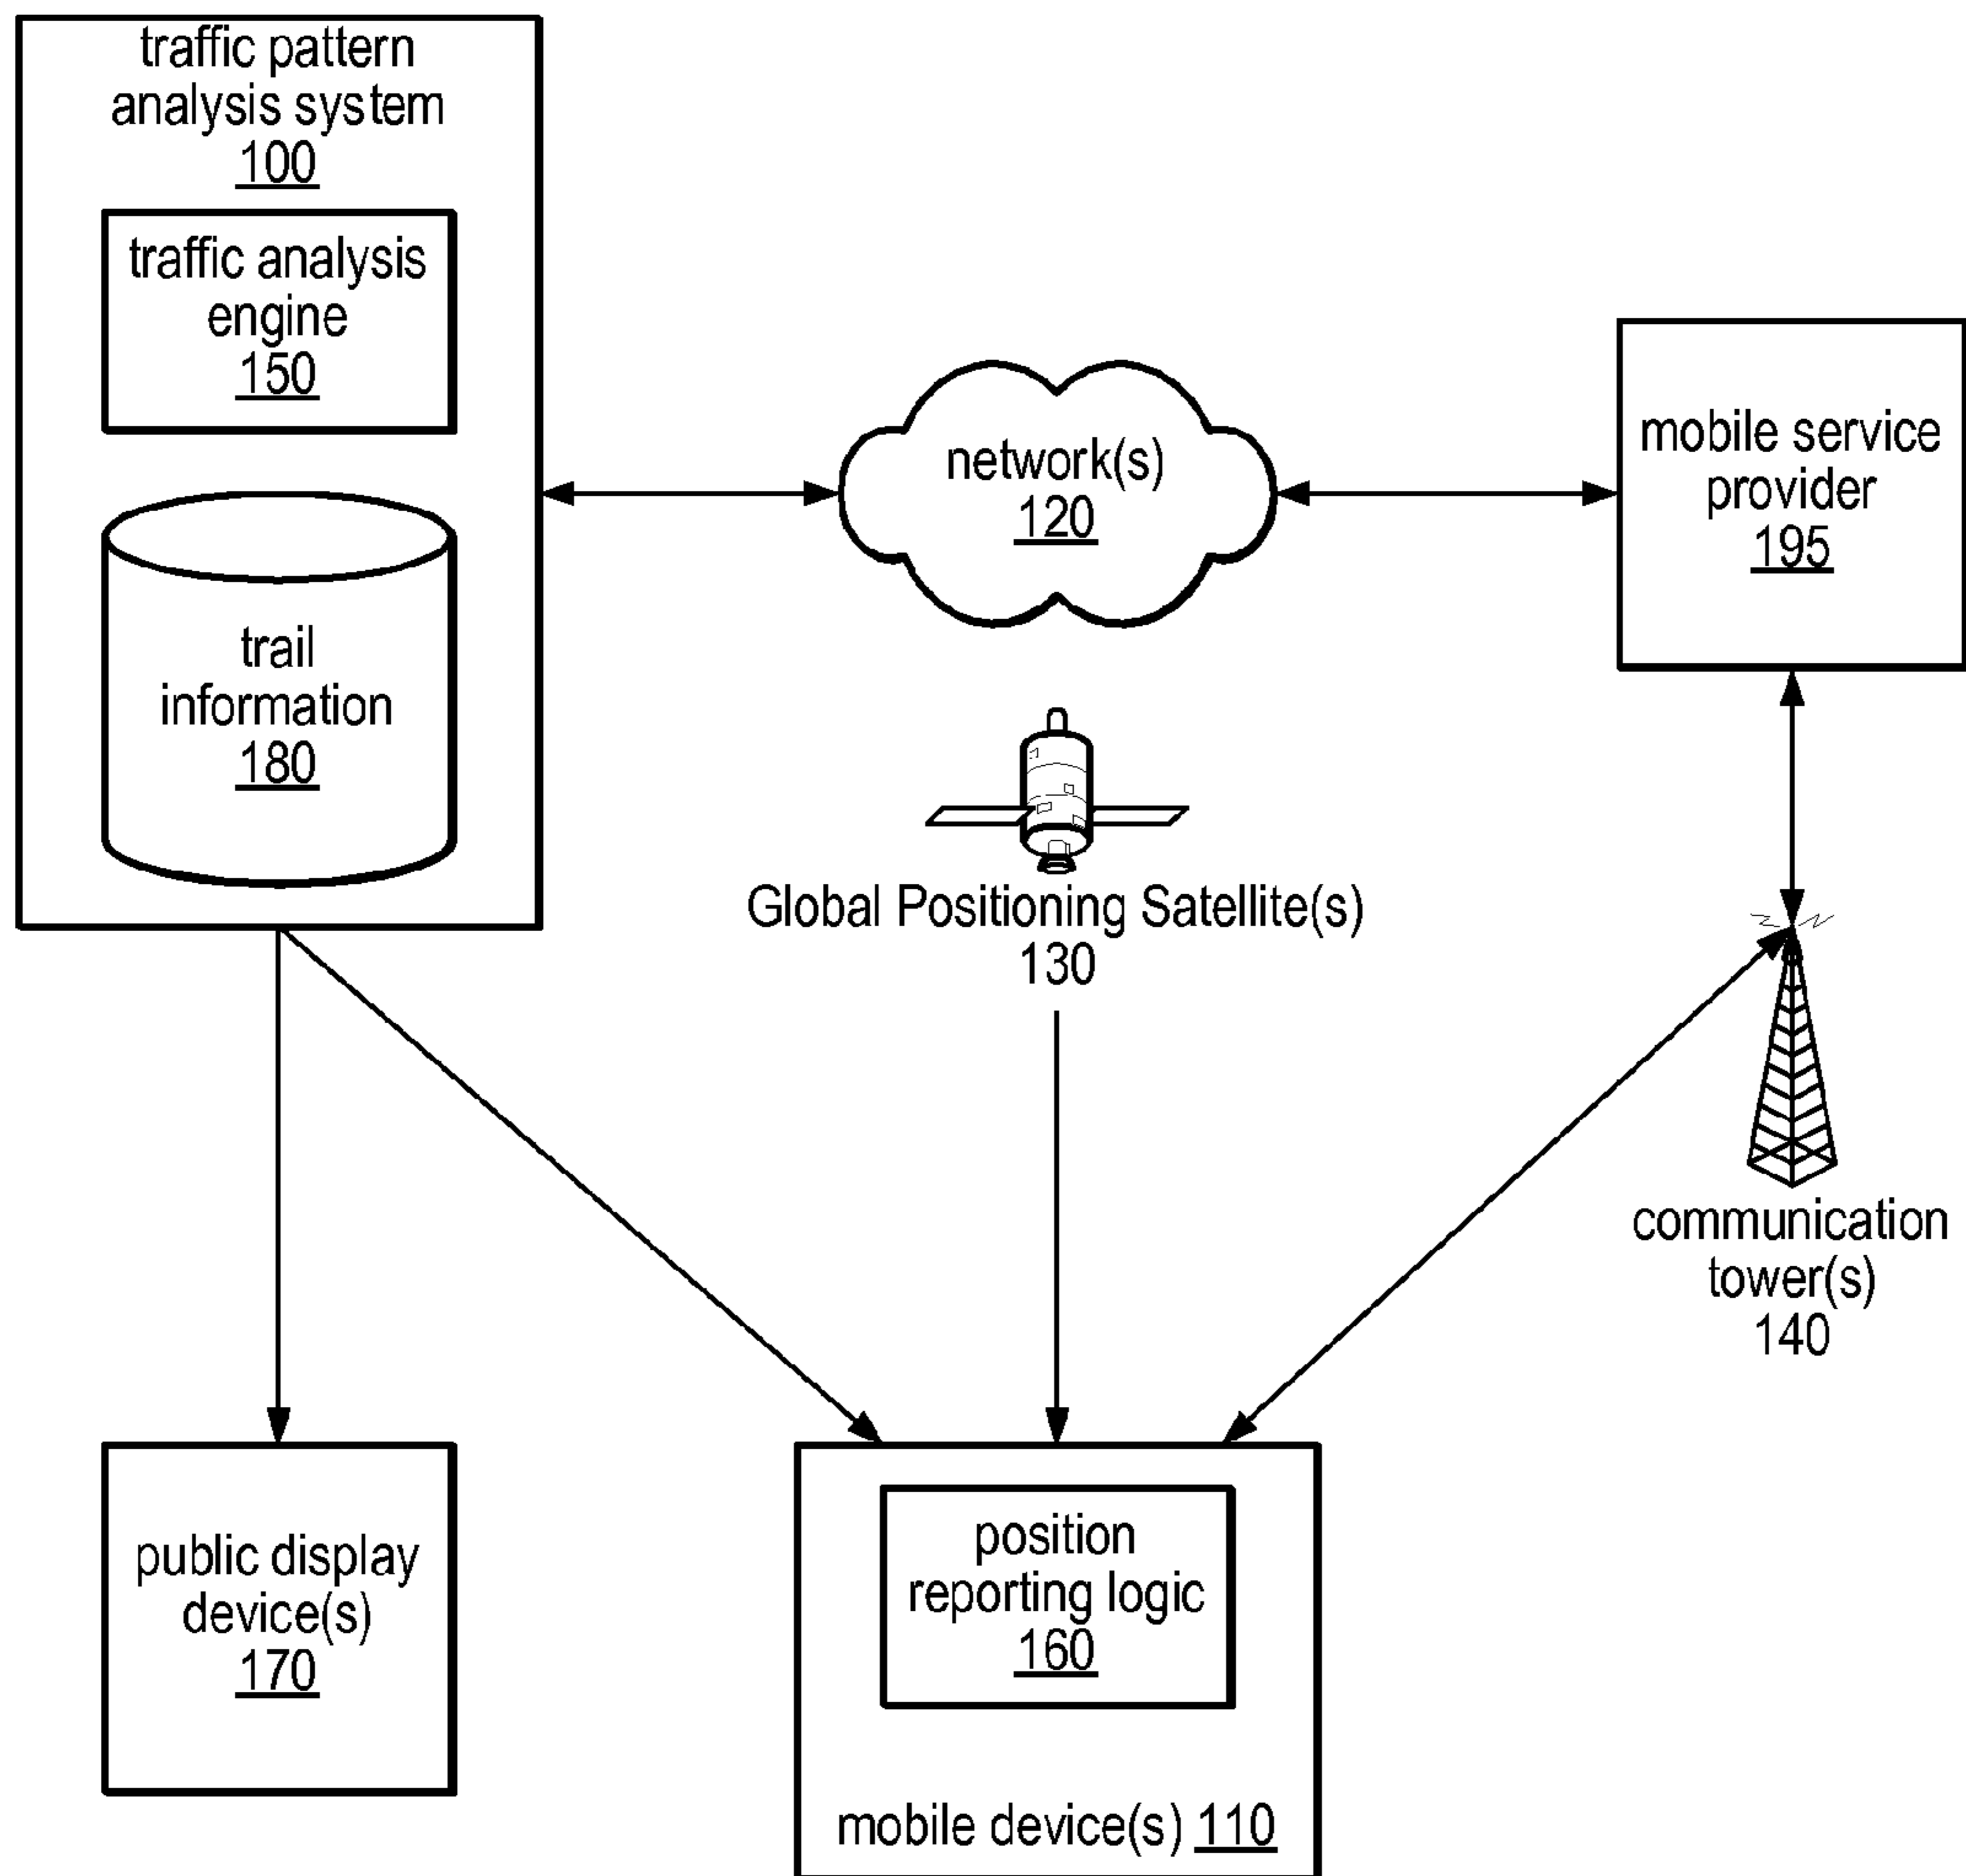 traffic pattern
analysis system
100
traffic analysis
engine
150
trail
information
180
network(s)
120
mobile service
provider
195
Global Positioning Satellite(s)
130
communication
tower(s)
140
public display
device(s)
170
position
reporting logic
160
mobile device(s) 110